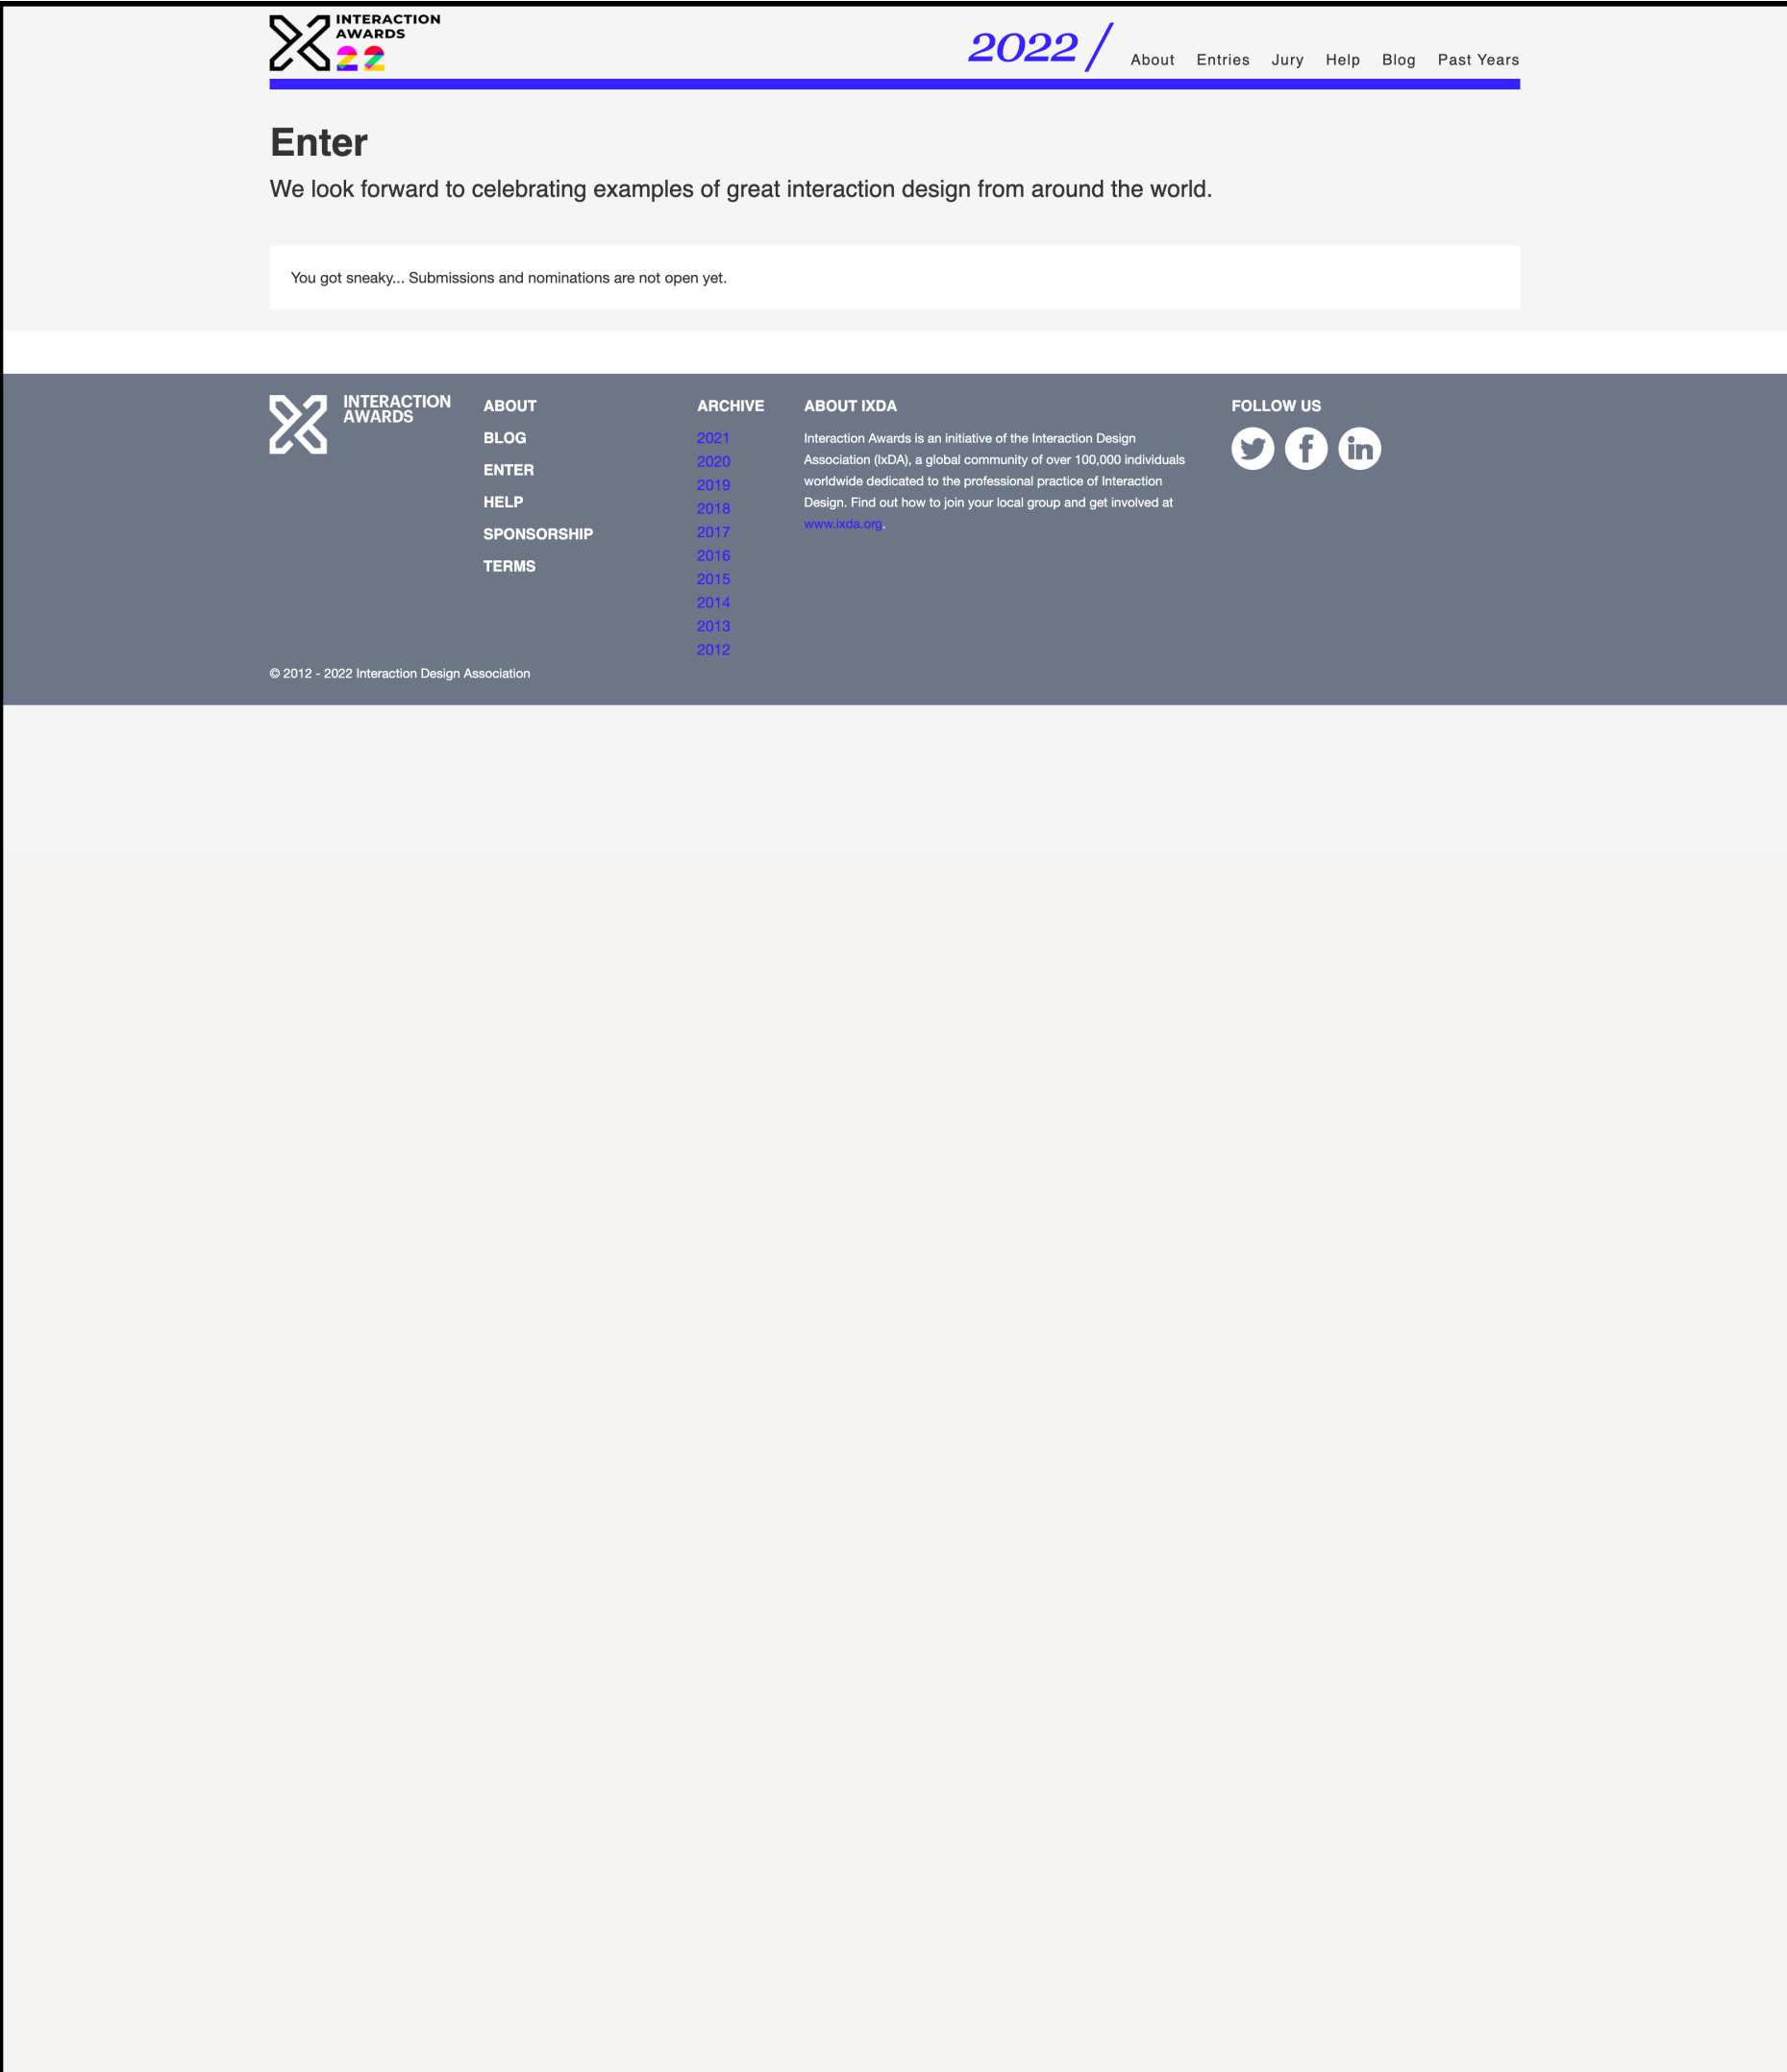 INTERACTION
AWARDS
22
2022 /
About Entries Jury Help Blog Past Years
Enter
We look forward to celebrating examples of great interaction design from around the world.
You got sneaky... Submissions and nominations are not open yet.
INTERACTION
AWARDS
ABOUT
BLOG
ENTER
HELP
SPONSORSHIP
TERMS
ARCHIVE
2021
2020
2019
2018
2017
2016
2015
2014
2013
2012
ABOUT IXDA
Interaction Awards is an initiative of the Interaction Design
Association (IxDA), a global community of over 100,000 individuals
worldwide dedicated to the professional practice of Interaction
Design. Find out how to join your local group and get involved at
www.ixda.org.
FOLLOW US
© 2012 - 2022 Interaction Design Association